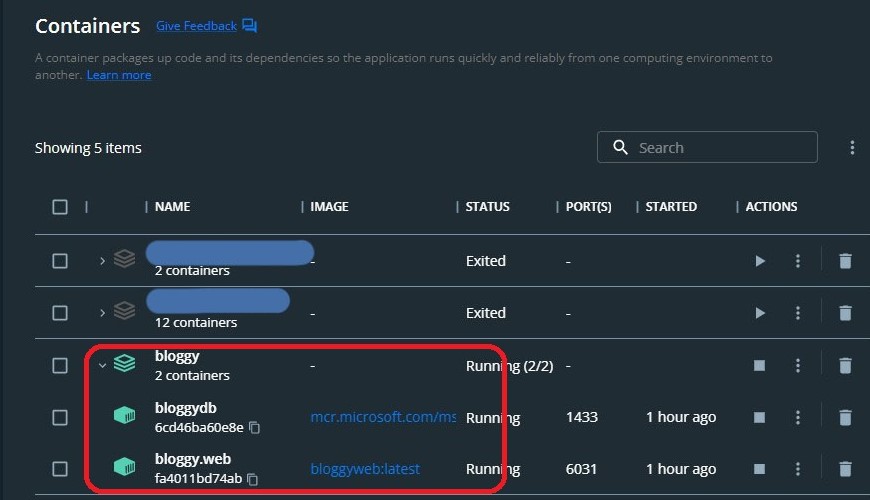 Containers Give Feedback
A container packages up code and its dependencies so the application runs quickly and reliably from one computing environment to
another. Learn more
Showing 5 items
Search
NAME IMAGE STATUS PORT(S) STARTED ACTIONS
- Exited -
2 containers
- Exited -
12 containers
bloggy - Running (2/2) -
2 containers
bloggydb mcr.microsoft.com/ms Running 1433 1 hour ago
6cd46ba60e8e
bloggy.web bloggyweb:latest Running 6031 1 hour ago
fa4011bd74ab